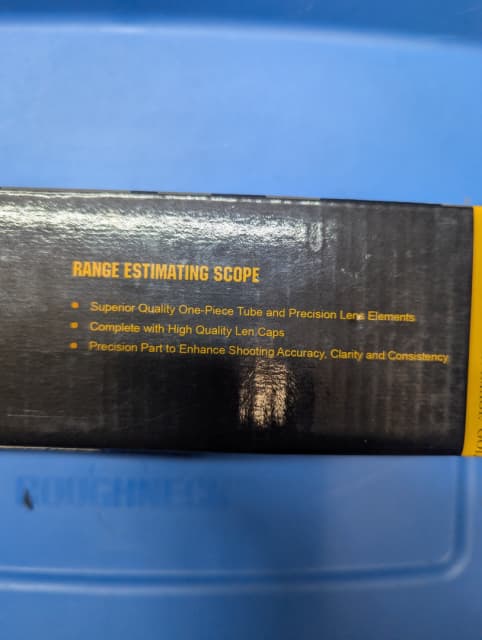 RANGE ESTIMATING SCOPE
Superior Quality One-Piece Tube and Precision Lens Elements
Complete with High Quality Len Caps
Precision Part to Enhance Shooting Accuracy, Clarity and Consistency
ROUGHNECK